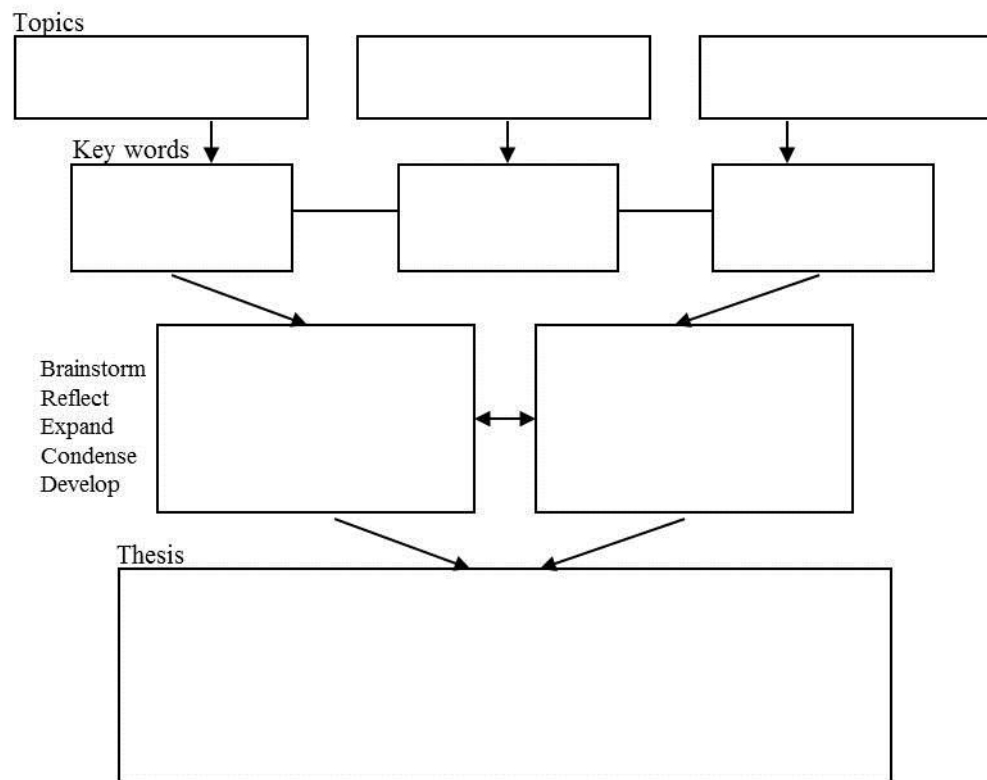 Topics
Key words
Brainstorm
Reflect
Expand
Condense
Develop
Thesis